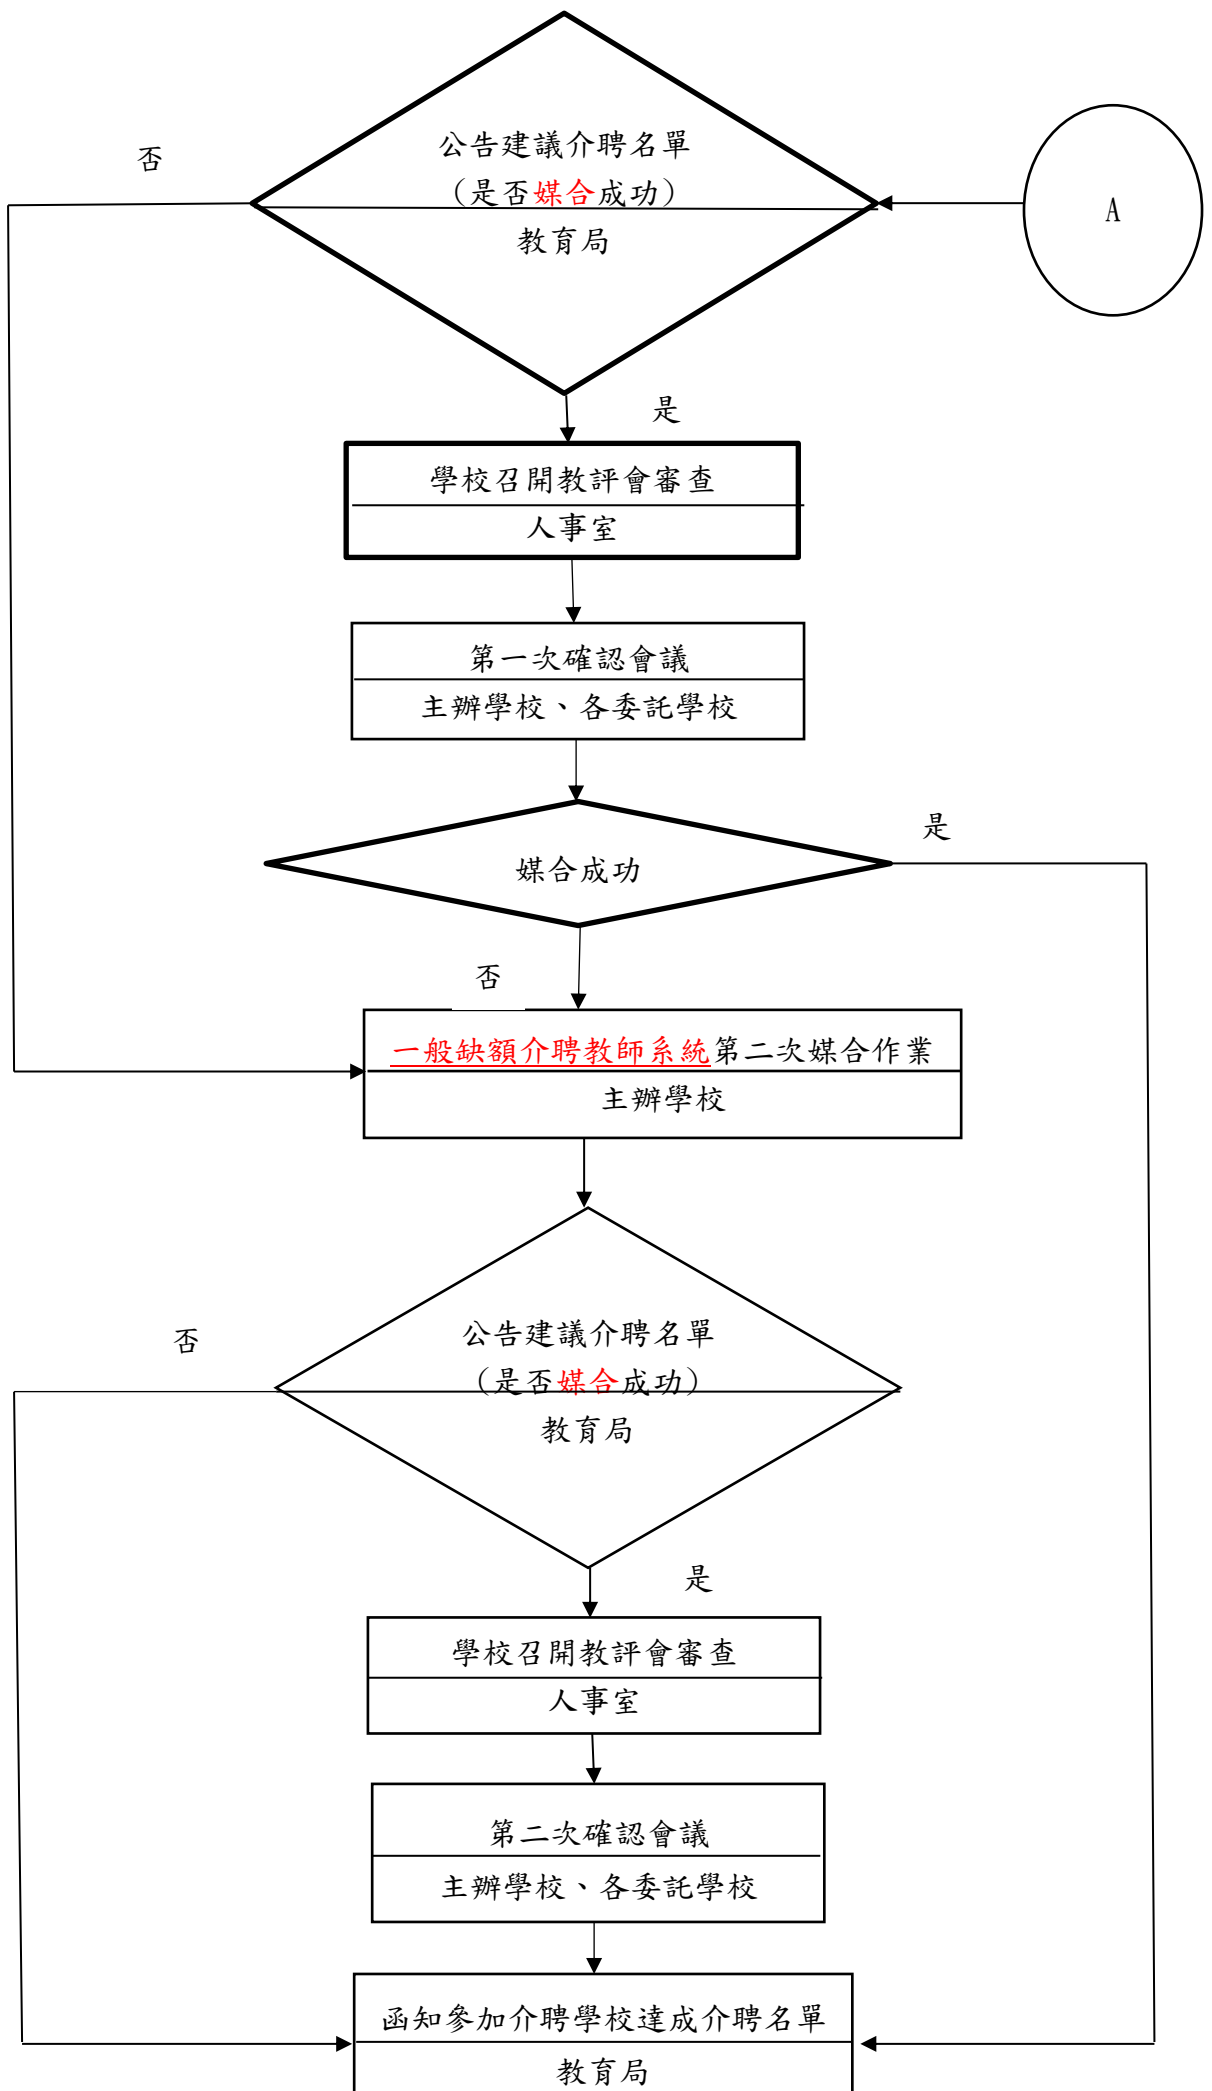 公告建議介聘名單
（是否媒合成功）
教育局
否
A
是
學校召開教評會審查
人事室
第一次確認會議
主辦學校、各委託學校
媒合成功
是
否
一般缺額介聘教師系統第二次媒合作業
主辦學校
公告建議介聘名單
（是否媒合成功）
教育局
否
是
學校召開教評會審查
人事室
第二次確認會議
主辦學校、各委託學校
函知參加介聘學校達成介聘名單
教育局